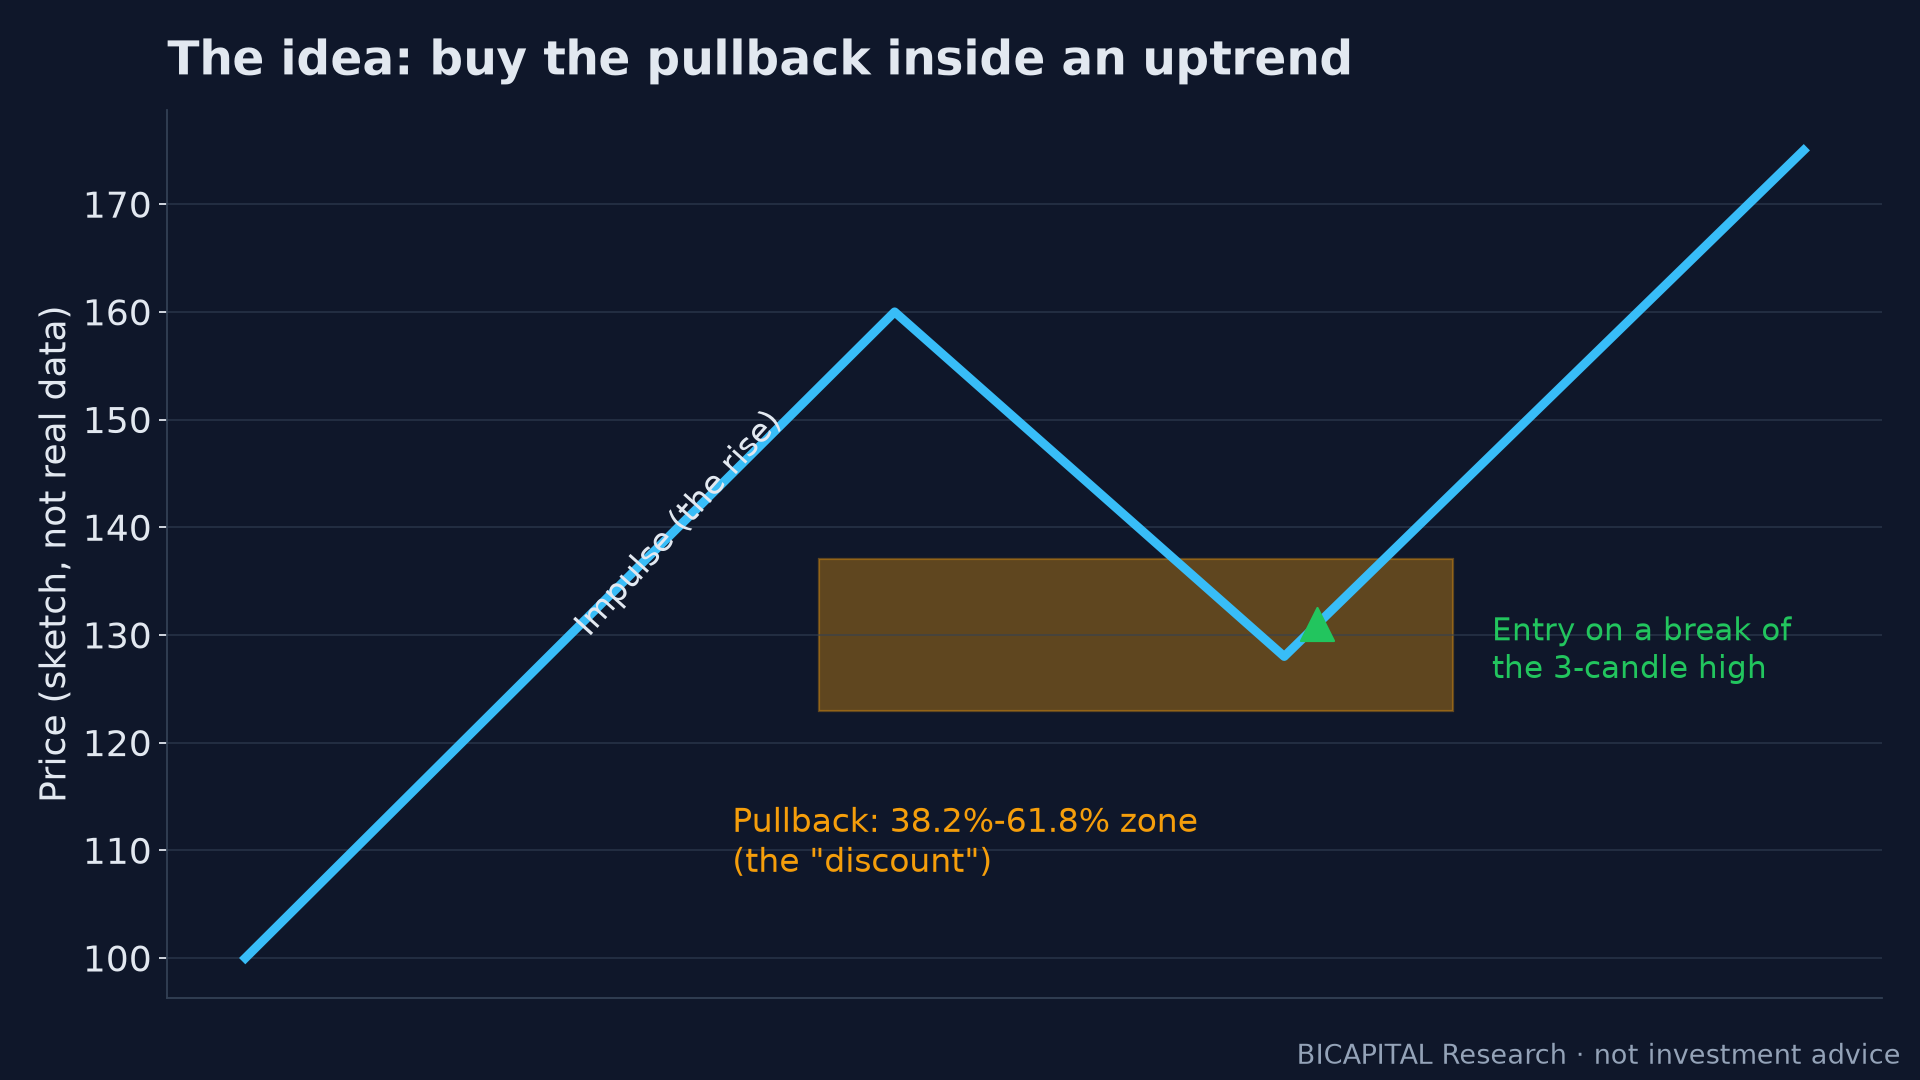 The idea: buy the pullback inside an uptrend
Price (sketch, not real data)
170
160
150
140
130
120
110
100
Impulse (the rise)
Entry on a break of
the 3-candle high
Pullback: 38.2%-61.8% zone
(the "discount")
BICAPITAL Research · not investment advice